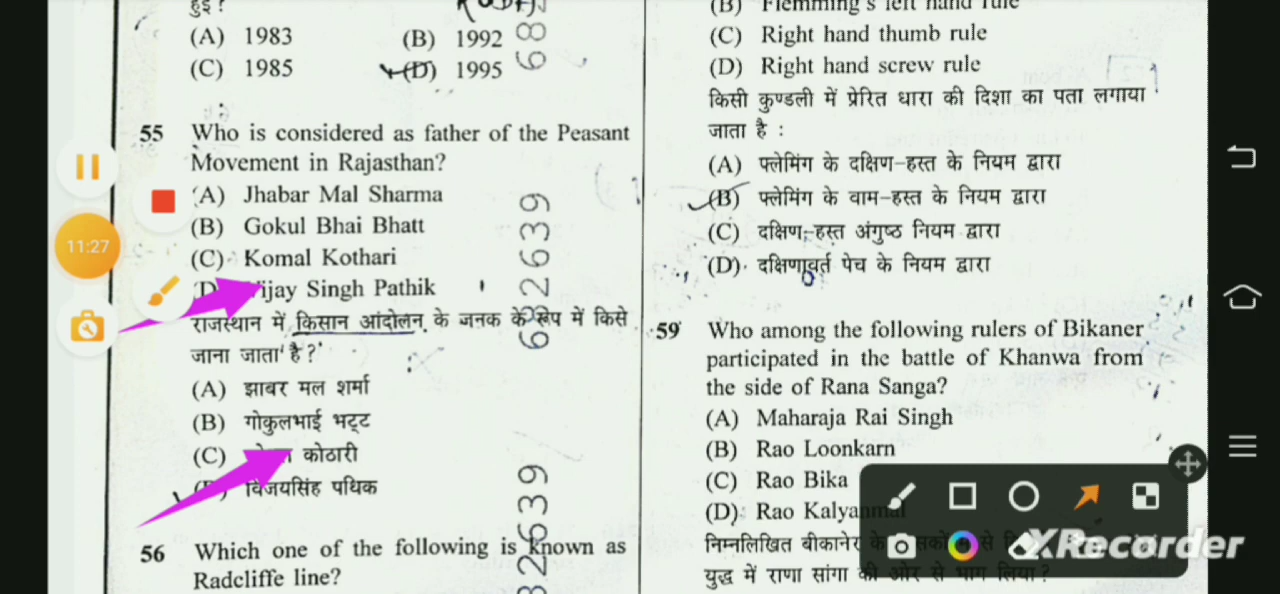 हुई ?
(A) 1983 (B) 1992
(C) 1985 (D) 1995
55 Who is considered as father of the Peasant
Movement in Rajasthan?
(A) Jhabar Mal Sharma
(B) Gokul Bhai Bhatt
(C) Komal Kothari
Singh Pathik
राजस्थान में किसान आंदोलन के जनक के रूप में किसे
जाना जाता है ?
(A) झाबर मल शर्मा
(B) गोकुलभाई भट्ट
(C) कोठारी
विजयसिंह पथिक
56 Which one of the following is known as
Radcliffe line?
682639
(B) Flemming's left hand rule
(C) Right hand thumb rule
(D) Right hand screw rule
किसी कुण्डली में प्रेरित धारा की दिशा का पता लगाया
जाता है :
(A) फ्लेमिंग के दक्षिण-हस्त के नियम द्वारा
(B) फ्लेमिंग के वाम-हस्त के नियम द्वारा
(C) दक्षिण-हस्त अंगुष्ठ नियम द्वारा
(D) दक्षिणावर्त पेच के नियम द्वारा
59 Who among the following rulers of Bikaner
participated in the battle of Khanwa from
the side of Rana Sanga?
(A) Maharaja Rai Singh
(B) Rao Loonkarn
(C) Rao Bika
(D) Rao Kalyanmal
निम्नलिखित बीकानेर के
युद्ध में राणा सांगा की ओर से भाग लिया ?
11:27
XRecorder